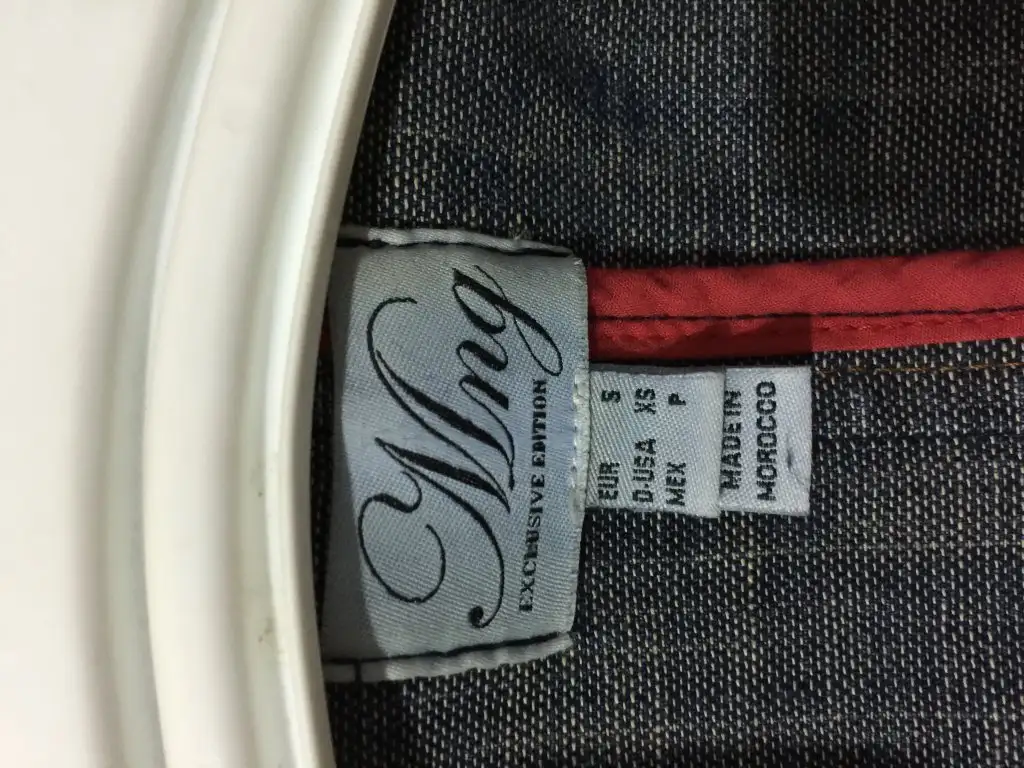 Mng
EXCLUSIVE EDITION
EUR S
D-USA XS
MEX P
MADE IN
MOROCCO